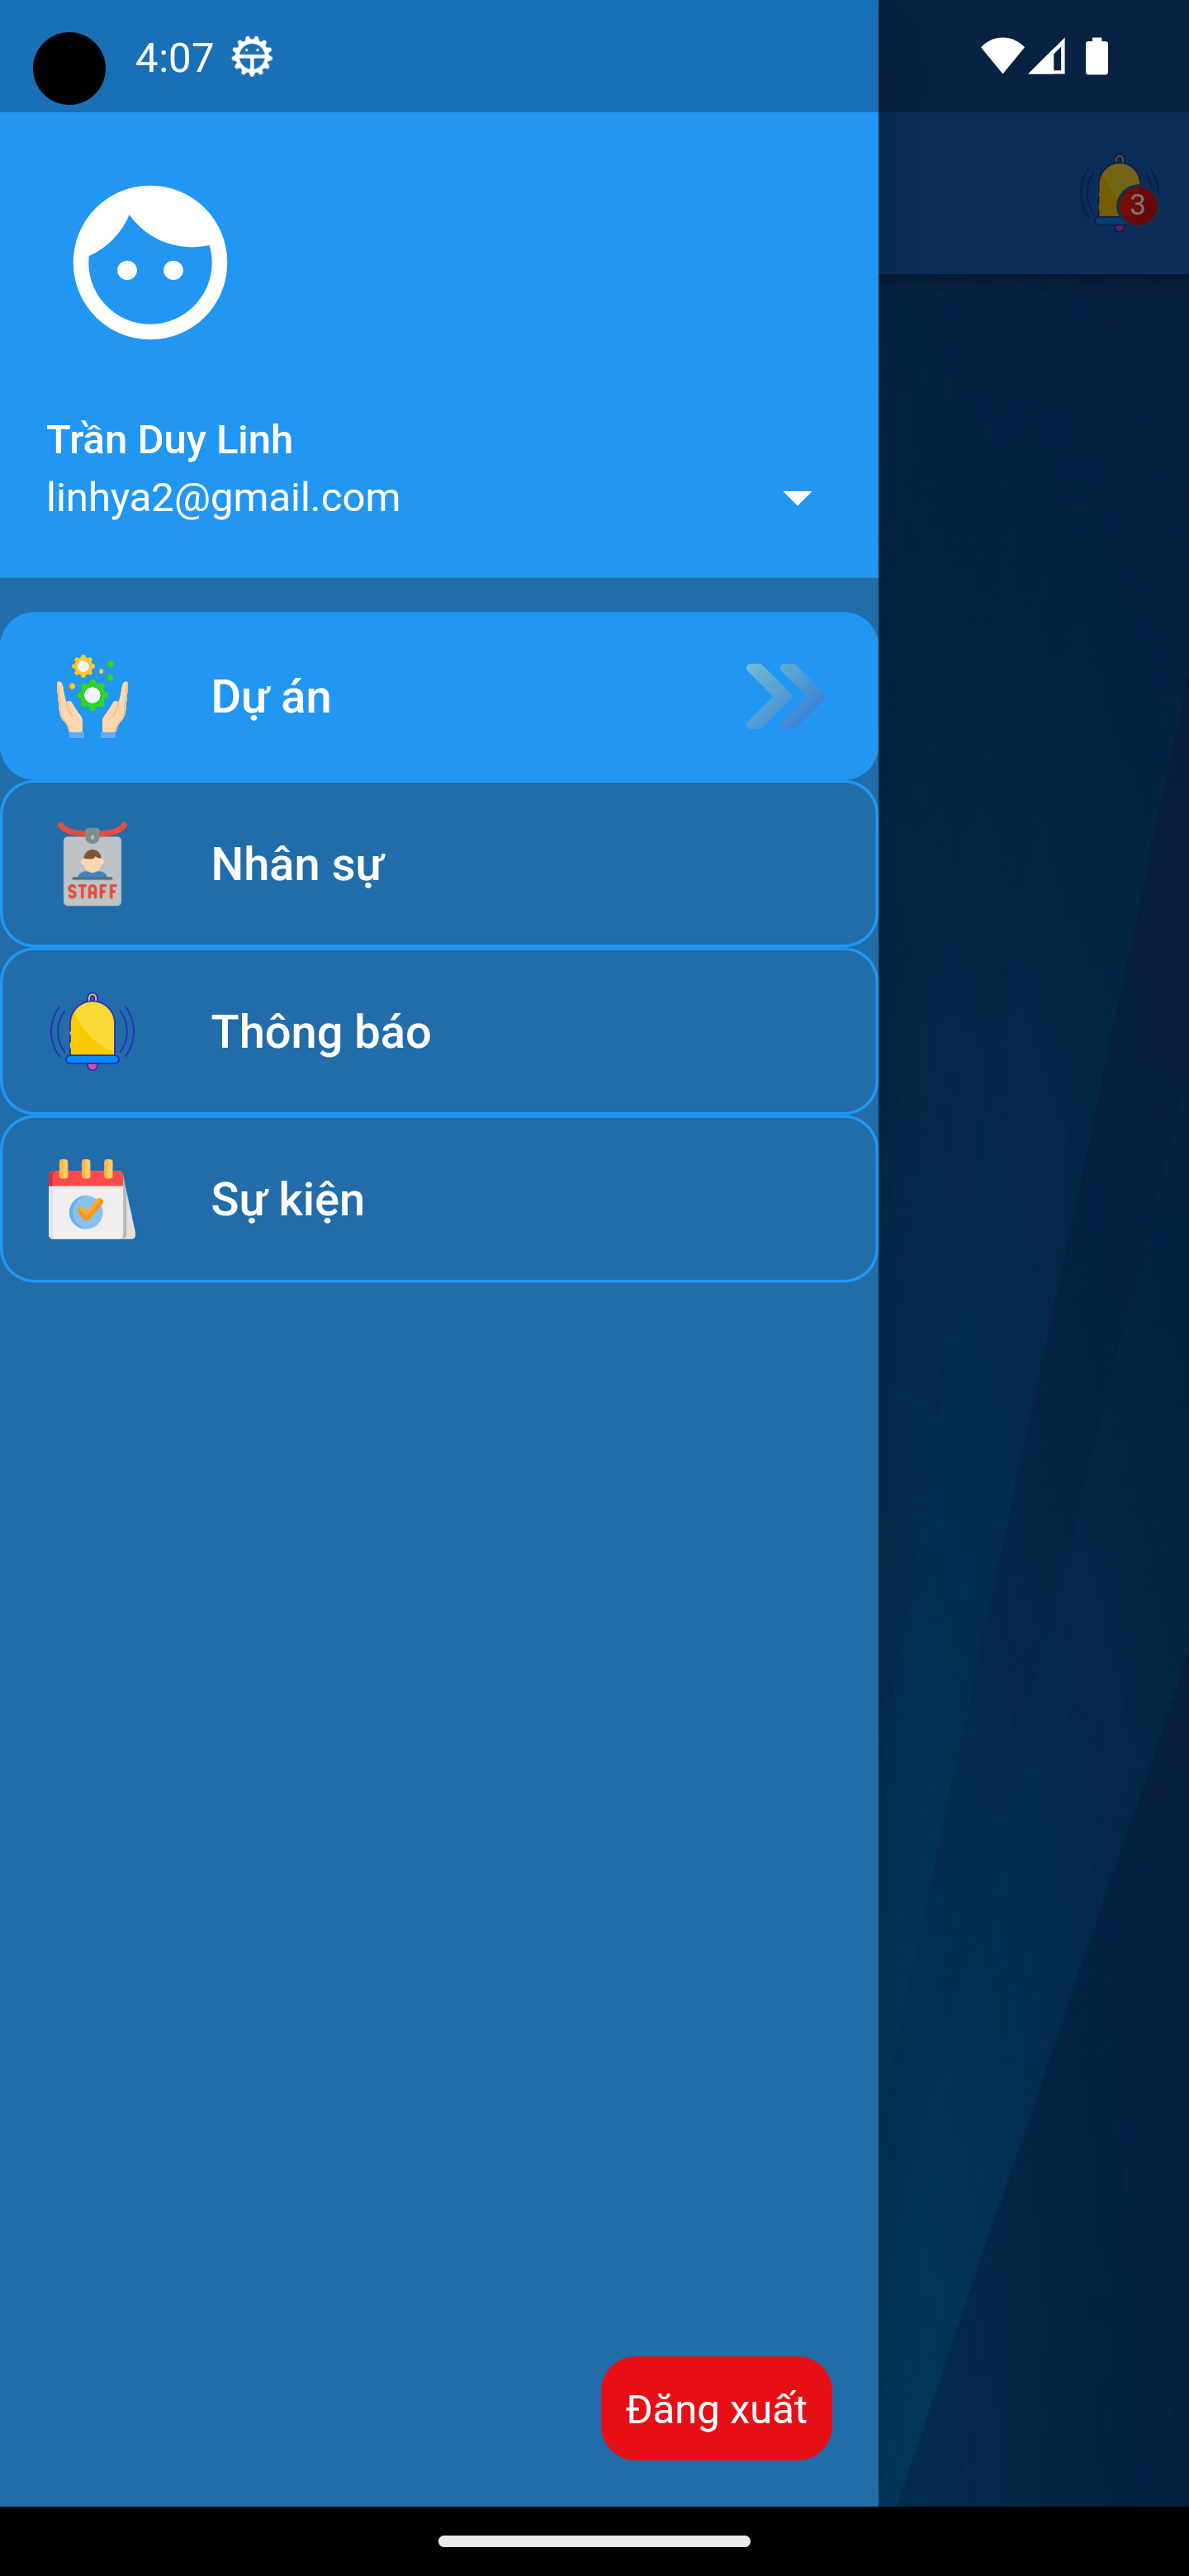 4:07
3
Trần Duy Linh
linhya2@gmail.com
Dự án
STAFF
Nhân sự
Thông báo
Sự kiện
Đăng xuất